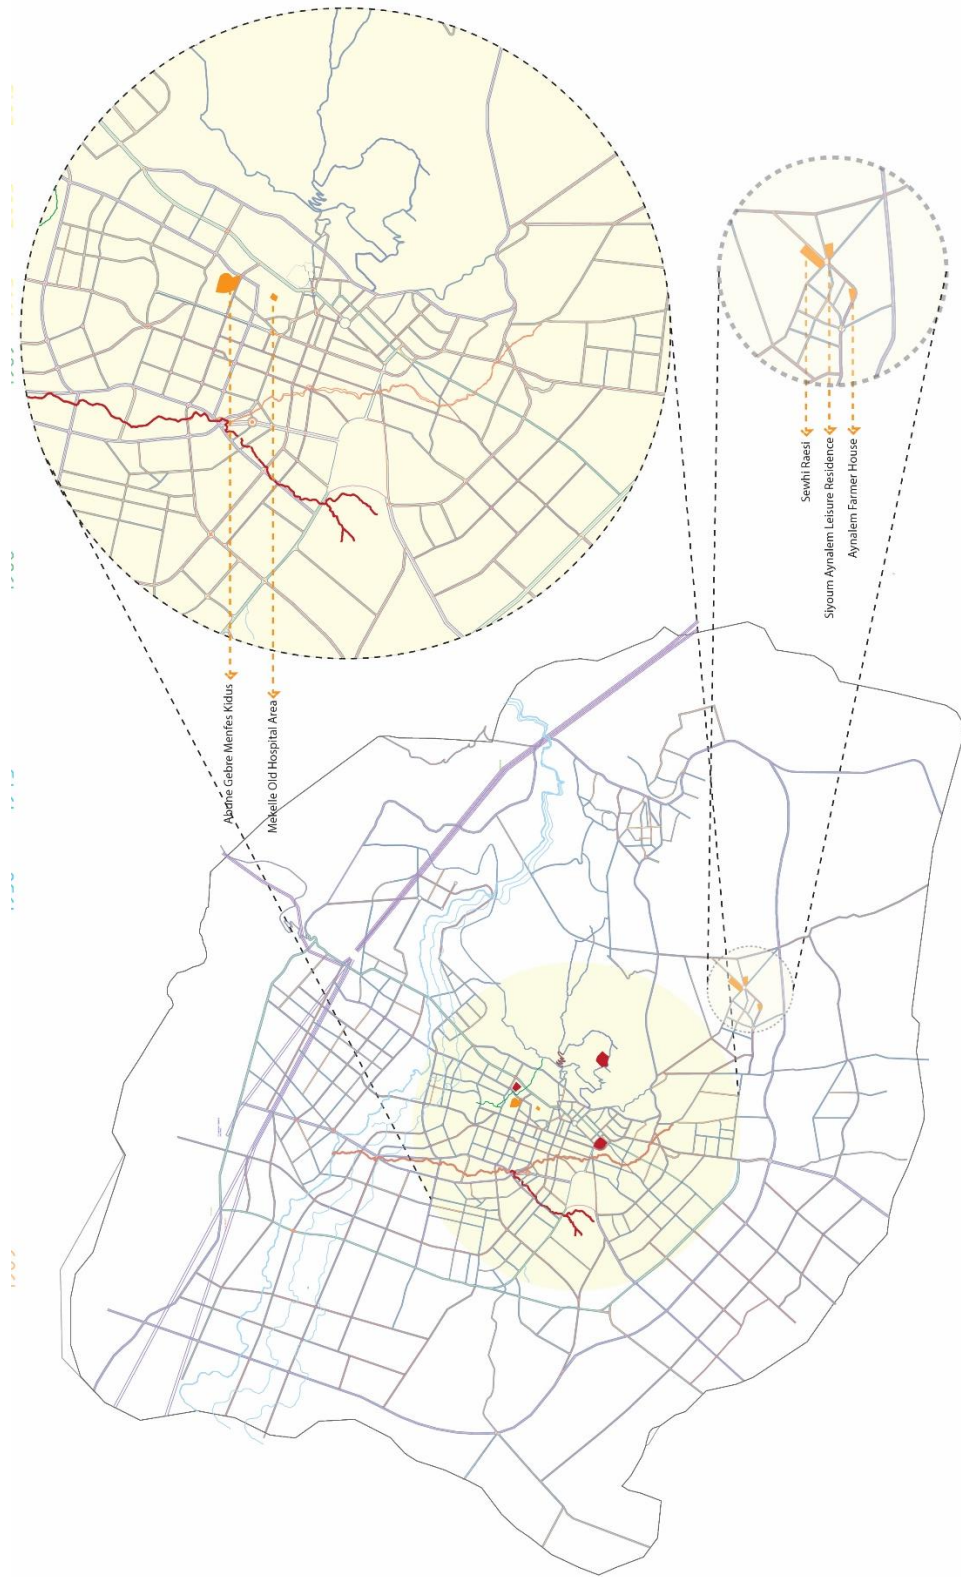 Abune Gebre Menfes Kidus
Mekelle Old Hospital Area
Sewhi Raesi
Siyoum Aynalem Leisure Residence
Aynalem Farmer House